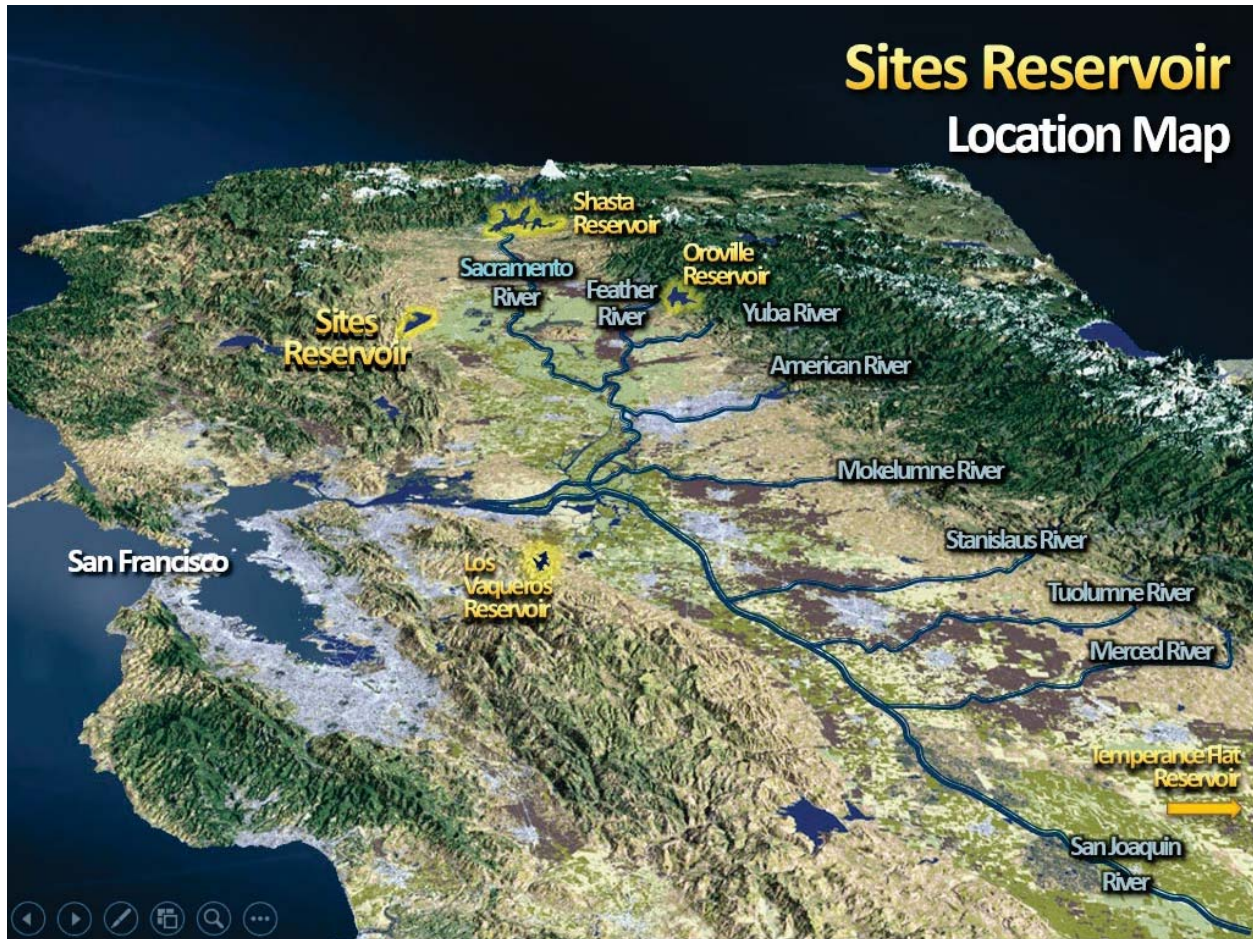 Sites Reservoir
Location Map
Shasta
Reservoir
Oroville
Reservoir
Sacramento
River
Feather
River
Yuba River
Sites
Reservoir
American River
Mokelumne River
Stanislaus River
San Francisco
Los
Vaqueros
Reservoir
Tuolumne River
Merced River
Temperance Flat
Reservoir
San Joaquin
River